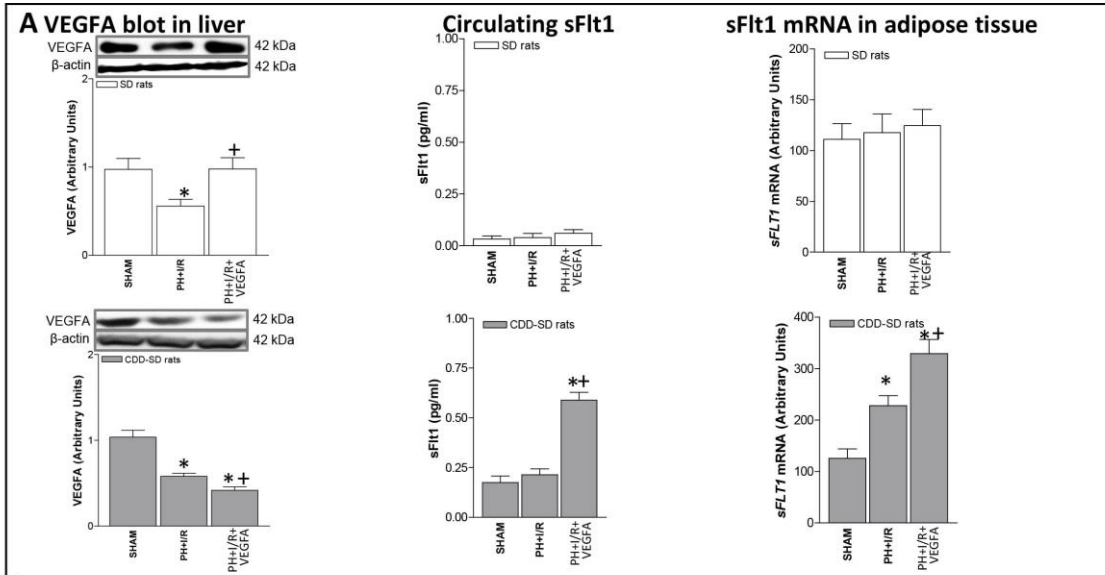 A VEGFA blot in liver
VEGFA
42 kDa
β-actin
42 kDa
2
SD rats
VEGFA (Arbitrary Units)
1
+
*
0
SHAM
PH+I/R
PH+I/R+
VEGFA
Circulating sFlt1
1.00
SD rats
0.75
sFlt1 (pg/ml)
0.50
0.25
0.00
SHAM
PH+I/R
PH+I/R+
VEGFA
sFlt1 mRNA in adipose tissue
200
SD rats
150
sFLT1 mRNA (Arbitrary Units)
100
50
0
SHAM
PH+I/R
PH+I/R+
VEGFA
VEGFA
42 kDa
β-actin
42 kDa
2
CDD-SD rats
VEGFA (Arbitrary Units)
1
*
*+
0
SHAM
PH+I/R
PH+I/R+
VEGFA
1.00
CDD-SD rats
0.75
sFlt1 (pg/ml)
*+
0.50
0.25
0.00
SHAM
PH+I/R
PH+I/R+
VEGFA
400
CDD-SD rats
*+
300
sFLT1 mRNA (Arbitrary Units)
*
200
100
0
SHAM
PH+I/R
PH+I/R+
VEGFA